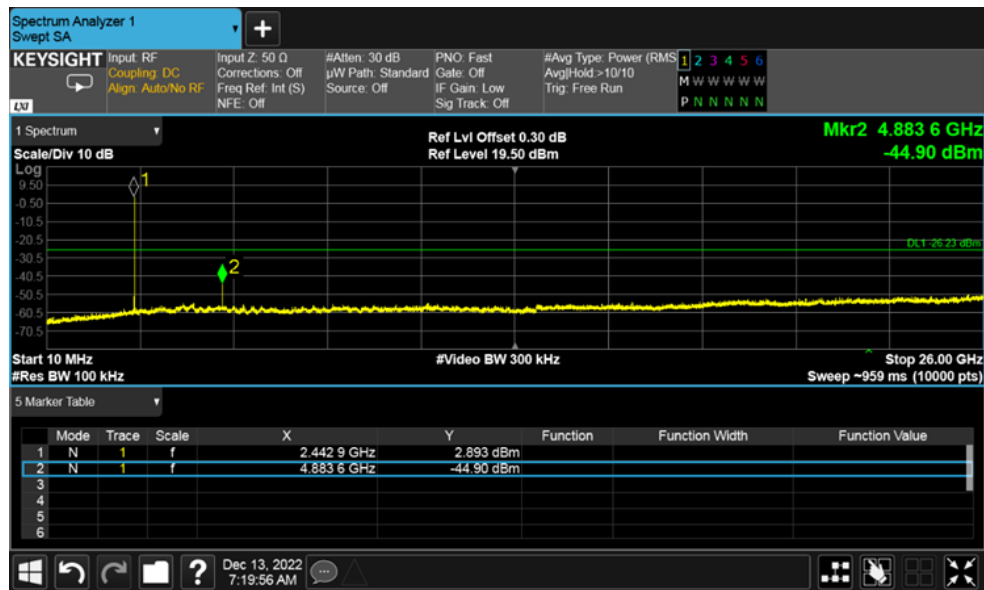 Spectrum Analyzer 1
Swept SA
+
KEYSIGHT
Input: RF
Coupling: DC
Align: Auto/No RF
Input Z: 50 Ω
Corrections: Off
Freq Ref: Int (S)
NFE: Off
#Atten: 30 dB
µW Path: Standard
Source: Off
PNO: Fast
Gate: Off
IF Gain: Low
Sig Track: Off
#Avg Type: Power (RMS
Avg|Hold:>10/10
Trig: Free Run
1 2 3 4 5 6
M W W W W W
P N N N N N
LXI
1 Spectrum
Scale/Div 10 dB
Ref Lvl Offset 0.30 dB
Ref Level 19.50 dBm
Mkr2 4.883 6 GHz
-44.90 dBm
Log
9.50
-0.50
-10.5
-20.5
-30.5
-40.5
-50.5
-60.5
-70.5
1
2
DL1 -26.23 dBm
Start 10 MHz
#Res BW 100 kHz
#Video BW 300 kHz
Stop 26.00 GHz
Sweep ~959 ms (10000 pts)
5 Marker Table
Mode Trace Scale X Y Function Function Width Function Value
1 N 1 f 2.442 9 GHz 2.893 dBm
2 N 1 f 4.883 6 GHz -44.90 dBm
3
4
5
6
?
Dec 13, 2022
7:19:56 AM